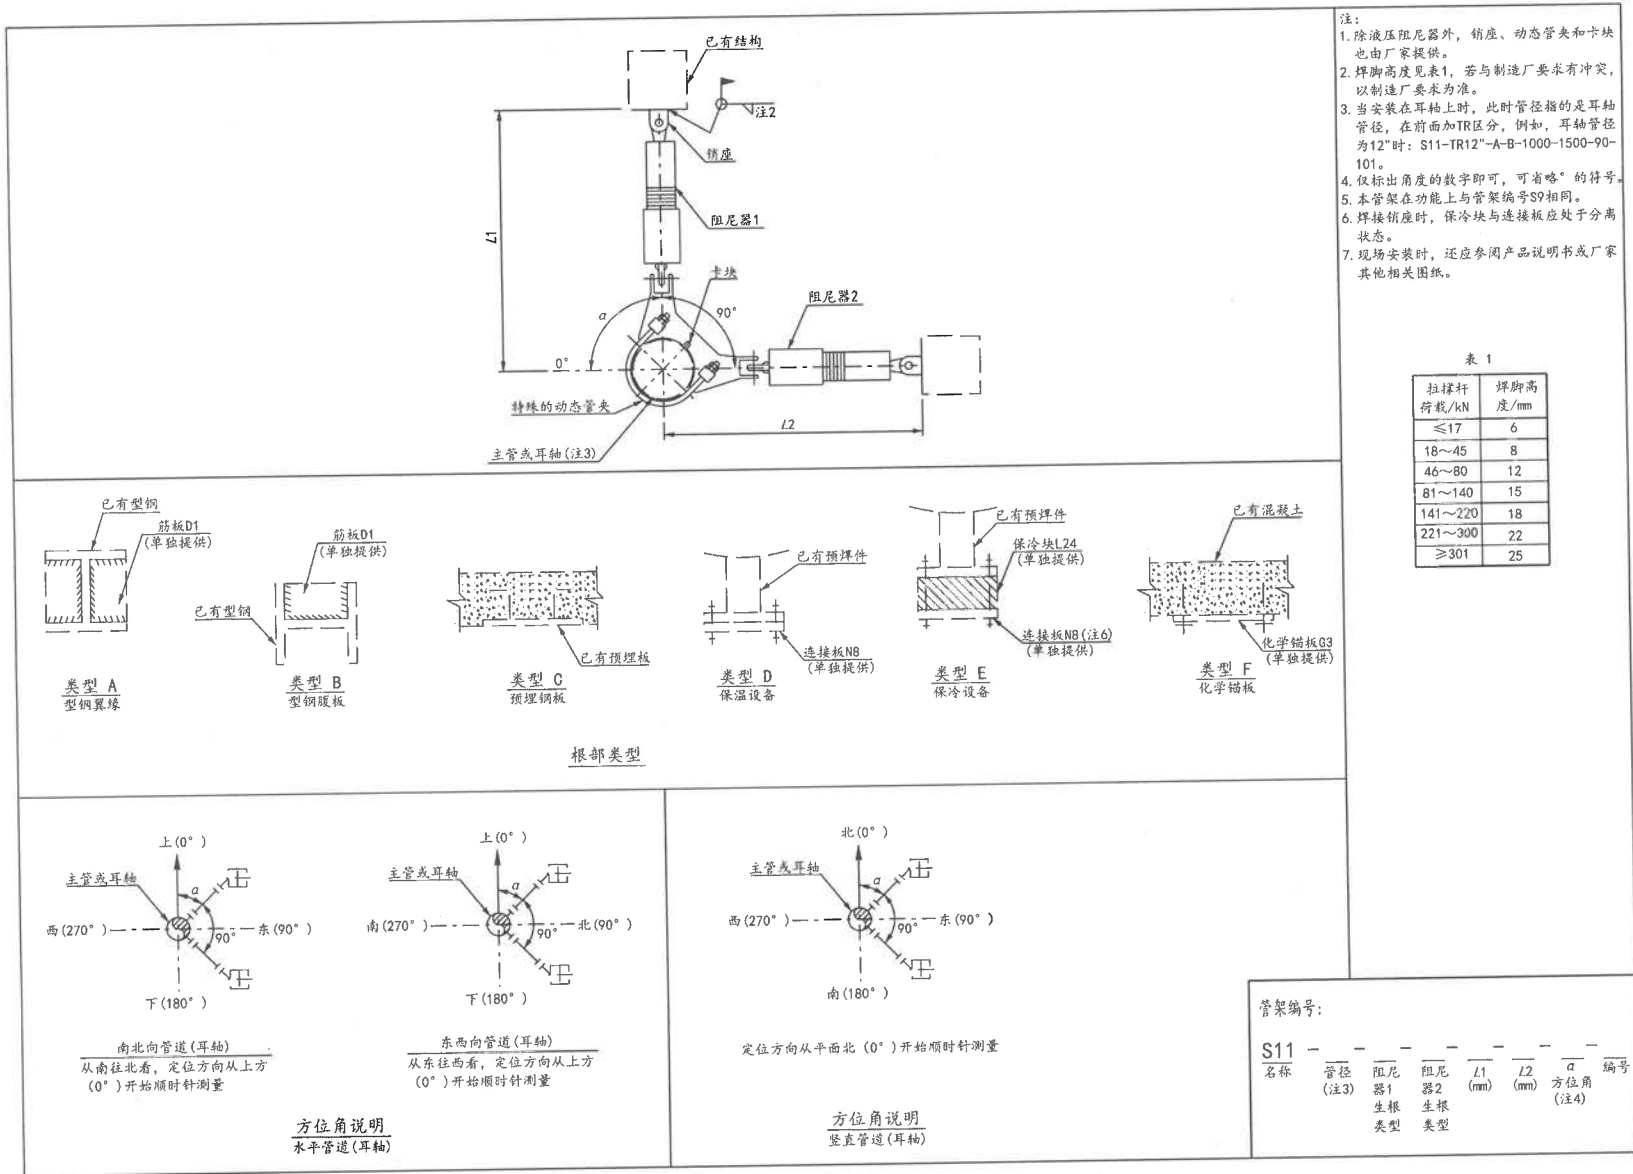 已有结构
注2
销座
阻尼器1
L1
卡块
阻尼器2
α
90°
0°
特殊的动态管夹
L2
主管或耳轴(注3)
注:
1. 除液压阻尼器外，销座、动态管夹和卡块
也由厂家提供。
2. 焊脚高度见表1，若与制造厂要求有冲突，
以制造厂要求为准。
3. 当安装在耳轴上时，此时管径指的是耳轴
管径，在前面加TR区分，例如，耳轴管径
为12"时: S11-TR12"-A-B-1000-1500-90-
101。
4. 仅标出角度的数字即可，可省略°的符号。
5. 本管架在功能上与管架编号S9相同。
6. 焊接销座时，保冷块与连接板应处于分离
状态。
7. 现场安装时，还应参阅产品说明书或厂家
其他相关图纸。
表 1
拉撑杆 焊脚高
荷载/kN 度/mm
≤17 6
18～45 8
46～80 12
81～140 15
141～220 18
221～300 22
≥301 25
已有型钢
筋板D1
(单独提供)
类型 A
型钢翼缘
筋板D1
(单独提供)
已有型钢
类型 B
型钢腹板
已有预埋板
类型 C
预埋钢板
已有预焊件
连接板N8
(单独提供)
类型 D
保温设备
已有预焊件
保冷块L24
(单独提供)
连接板N8(注6)
(单独提供)
类型 E
保冷设备
已有混凝土
化学锚板G3
(单独提供)
类型 F
化学锚板
根部类型
上(0°)
主管或耳轴
α
西(270°)
90°
东(90°)
下(180°)
南北向管道(耳轴)
从南往北看，定位方向从上方
(0°)开始顺时针测量
上(0°)
主管或耳轴
α
南(270°)
90°
北(90°)
下(180°)
东西向管道(耳轴)
从东往西看，定位方向从上方
(0°)开始顺时针测量
方位角说明
水平管道(耳轴)
北(0°)
主管或耳轴
α
西(270°)
90°
东(90°)
南(180°)
定位方向从平面北 (0°)开始顺时针测量
方位角说明
竖直管道(耳轴)
管架编号:
S11 - - - - - - -
名称 管径 阻尼 阻尼 L1 L2 α 编号
(注3) 器1 器2 (mm) (mm) 方位角
生根 生根 (注4)
类型 类型